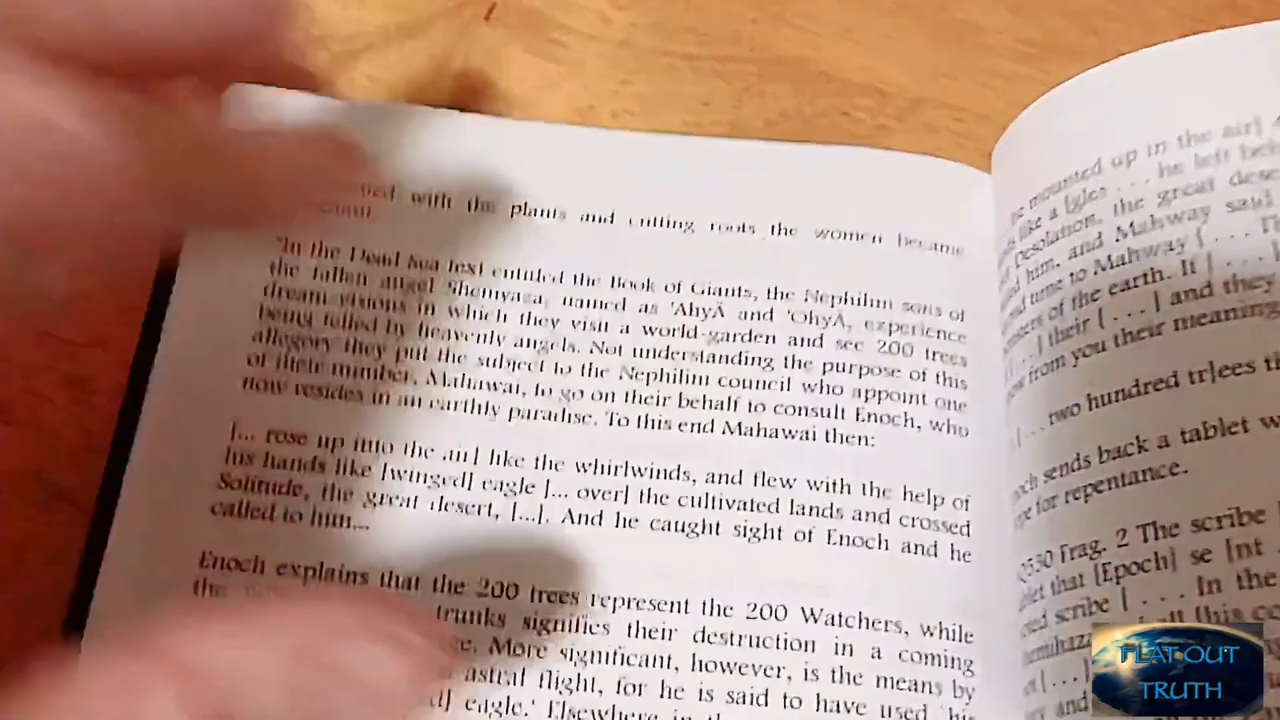 with the plants and cutting roots the women became
"In the Dead Sea text entitled the Book of Giants, the Nephilim sons of
the fallen angel Shemyaza, named as 'AhyÄ and 'OhyÄ, experience
dream-visions in which they visit a world-garden and see 200 trees
being felled by heavenly angels. Not understanding the purpose of this
allegory they put the subject to the Nephilim council who appoint one
of their number, Mahawai, to go on their behalf to consult Enoch, who
now resides in an earthly paradise. To this end Mahawai then:
[... rose up into the air] like the whirlwinds, and flew with the help of
his hands like [winged] eagle [... over] the cultivated lands and crossed
Solitude, the great desert, [...]. And he caught sight of Enoch and he
called to him...
Enoch explains that the 200 trees represent the 200 Watchers, while
the trunks signifies their destruction in a coming
More significant, however, is the means by
astral flight, for he is said to have used 'his
eagle.' Elsewhere in
mounted up in the air]
like a . . . he left
Desolation, the great
him, and Mahway said
time to Mahway [ . . .
of the earth. If [ . . .
] their [ . . . ] and they
from you their meaning
[ . . . two hundred tr]ees
sends back a tablet
for repentance.
Frag. 2 The scribe
that [Epoch] se [nt
scribe [ . . . . In the
[ . . . ]
and
FLAT OUT
TRUTH